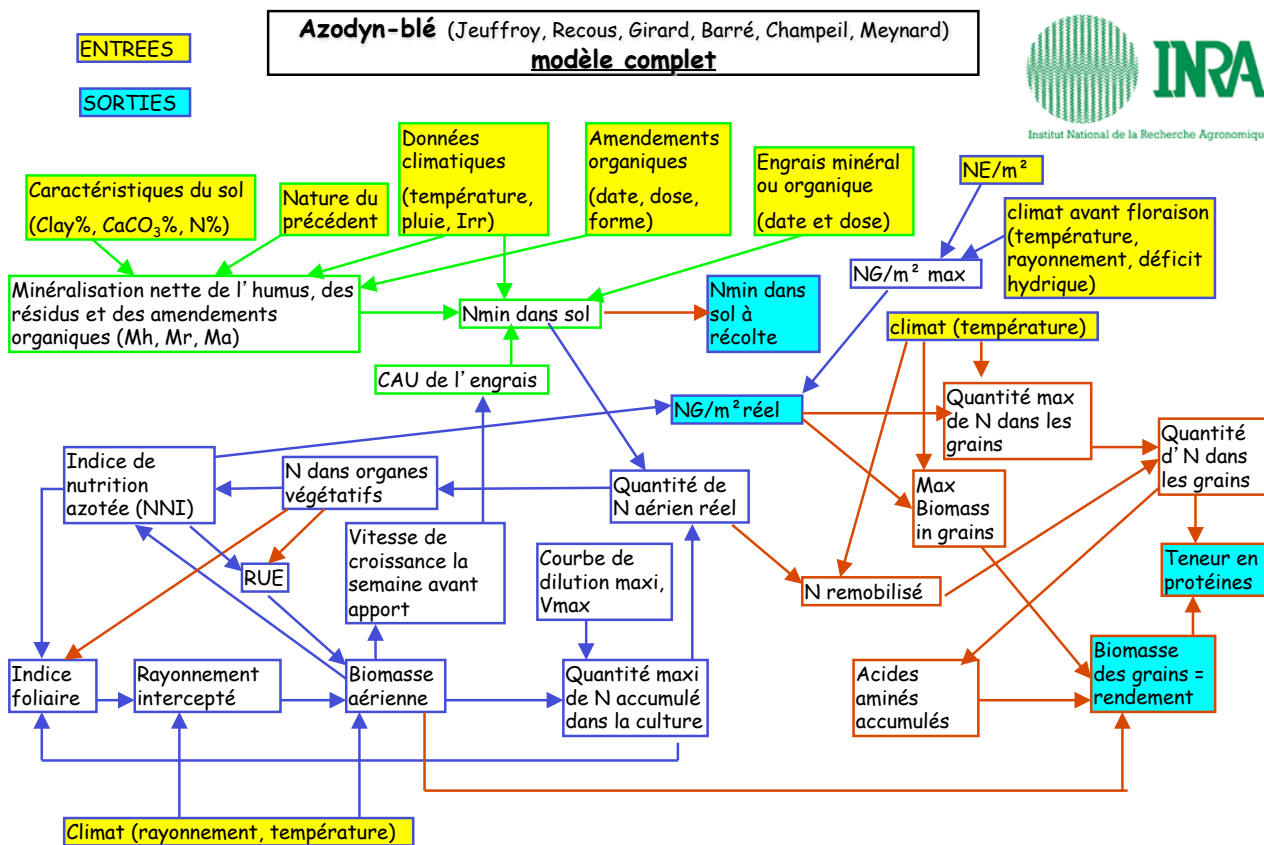 ENTREES
SORTIES
Azodyn-blé (Jeuffroy, Recous, Girard, Barré, Champeil, Meynard)
modèle complet
INRA
Institut National de la Recherche Agronomique
Caractéristiques du sol
(Clay%, CaCO₃%, N%)
Nature du
précédent
Données
climatiques
(température,
pluie, Irr)
Amendements
organiques
(date, dose,
forme)
Engrais minéral
ou organique
(date et dose)
NE/m²
climat avant floraison
(température,
rayonnement, déficit
hydrique)
NG/m² max
Minéralisation nette de l'humus, des
résidus et des amendements
organiques (Mh, Mr, Ma)
Nmin dans sol
Nmin dans
sol à
récolte
climat (température)
CAU de l'engrais
NG/m² réel
Quantité max
de N dans les
grains
Quantité
d'N dans
les grains
Indice de
nutrition
azotée (NNI)
N dans organes
végétatifs
Quantité de
N aérien réel
Max
Biomass
in grains
Vitesse de
croissance la
semaine avant
apport
Courbe de
dilution maxi,
Vmax
RUE
N remobilisé
Teneur en
protéines
Indice
foliaire
Rayonnement
intercepté
Biomasse
aérienne
Quantité maxi
de N accumulé
dans la culture
Acides
aminés
accumulés
Biomasse
des grains =
rendement
Climat (rayonnement, température)